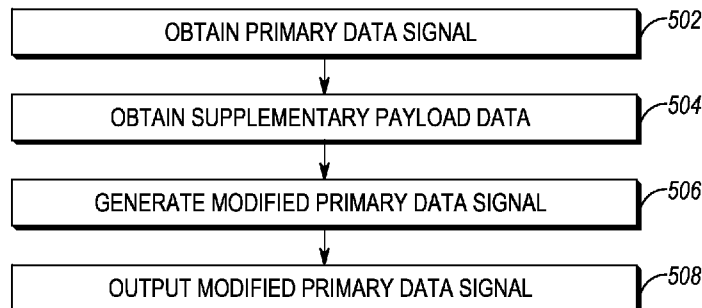 OBTAIN PRIMARY DATA SIGNAL
502
OBTAIN SUPPLEMENTARY PAYLOAD DATA
504
GENERATE MODIFIED PRIMARY DATA SIGNAL
506
OUTPUT MODIFIED PRIMARY DATA SIGNAL
508